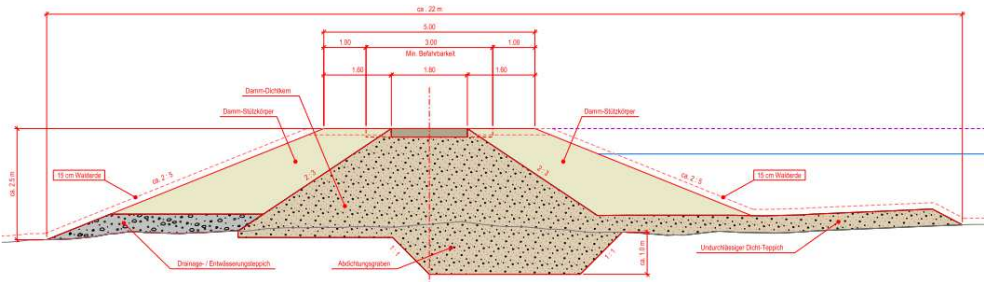 ca. 22 m
5.00
1.00
3.00
1.00
Min. Befahrbarkeit
1.60
1.80
1.60
Damm-Dichtkern
Damm-Stützkörper
Damm-Stützkörper
ca. 2.5 m
15 cm Walderde
ca. 2 : 5
2 : 3
2 : 3
ca. 2 : 5
15 cm Walderde
Drainage- / Entwässerungsteppich
1 : 1
Abdichtungsgraben
1 : 1
ca. 1.0 m
Undurchlässiger Dicht-Teppich